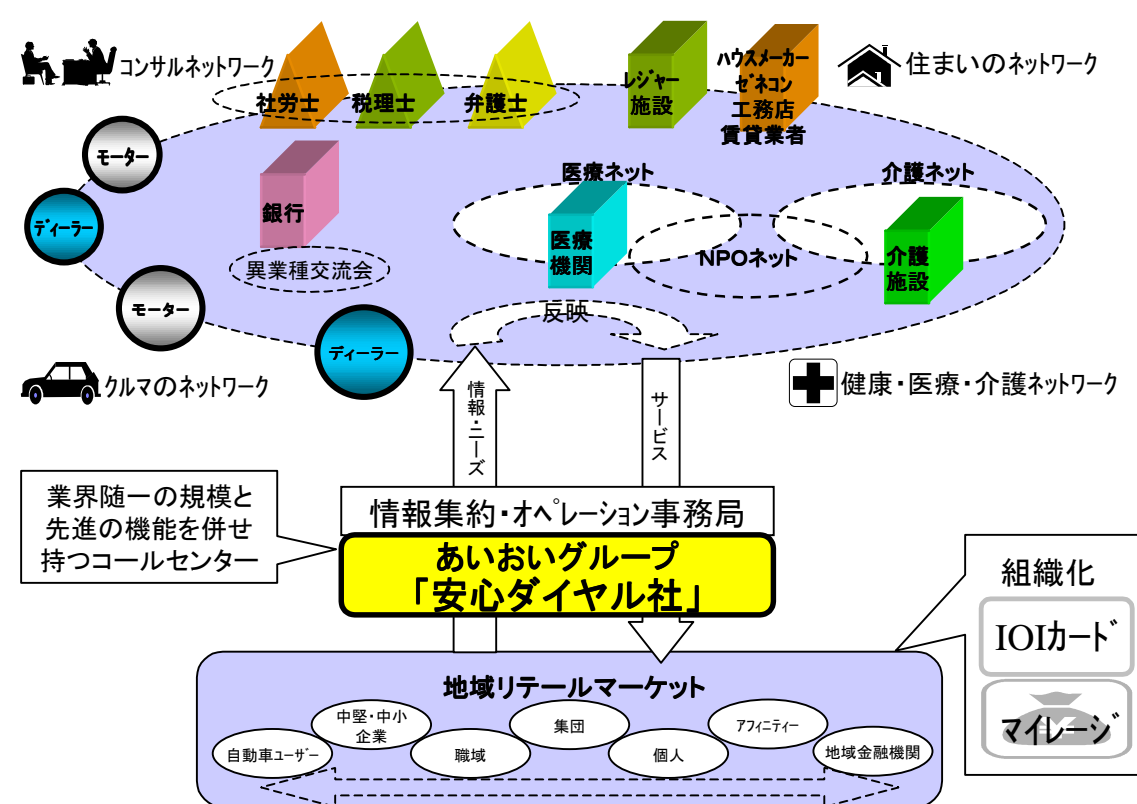 コンサルネットワーク
社労士
税理士
弁護士
レジャー
施設
ハウスメーカー
ゼネコン
工務店
賃貸業者
住まいのネットワーク
モーター
ディーラー
モーター
ディーラー
銀行
異業種交流会
医療ネット
医療
機関
NPOネット
介護ネット
介護
施設
反映
クルマのネットワーク
健康・医療・介護ネットワーク
情報・ニーズ
サービス
業界随一の規模と
先進の機能を併せ
持つコールセンター
情報集約・オペレーション事務局
あいおいグループ
「安心ダイヤル社」
組織化
IOIカード
マイレージ
地域リテールマーケット
自動車ユーザー
中堅・中小
企業
職域
集団
個人
アフィニティー
地域金融機関